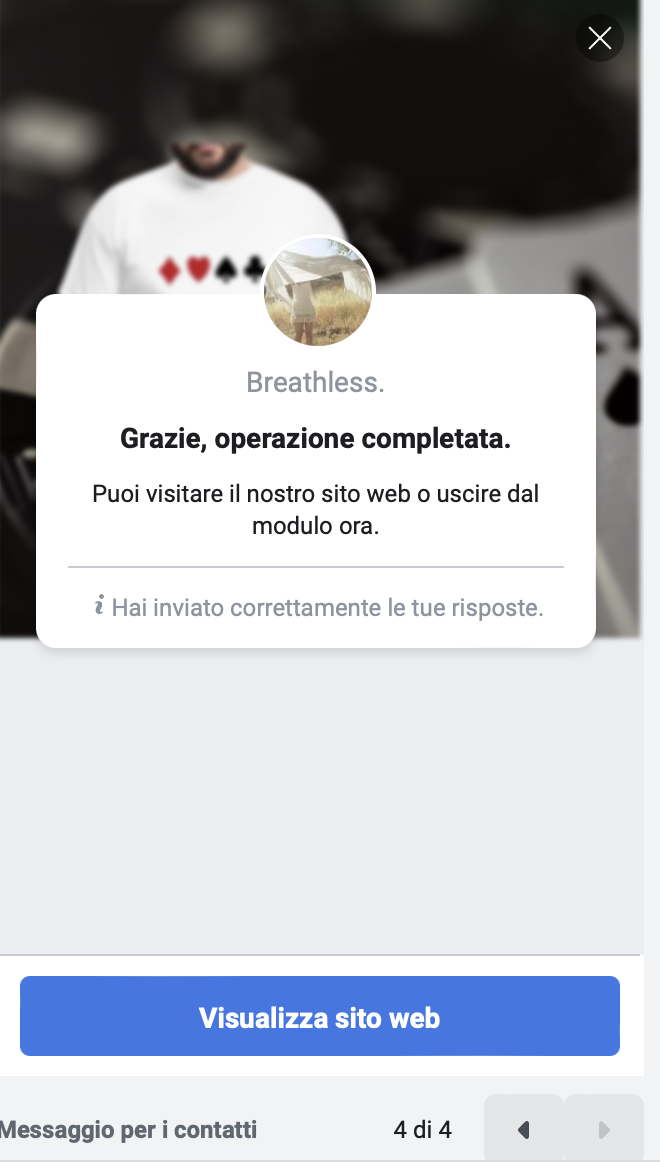 Breathless.
Grazie, operazione completata.
Puoi visitare il nostro sito web o uscire dal
modulo ora.
i Hai inviato correttamente le tue risposte.
Visualizza sito web
Messaggio per i contatti
4 di 4